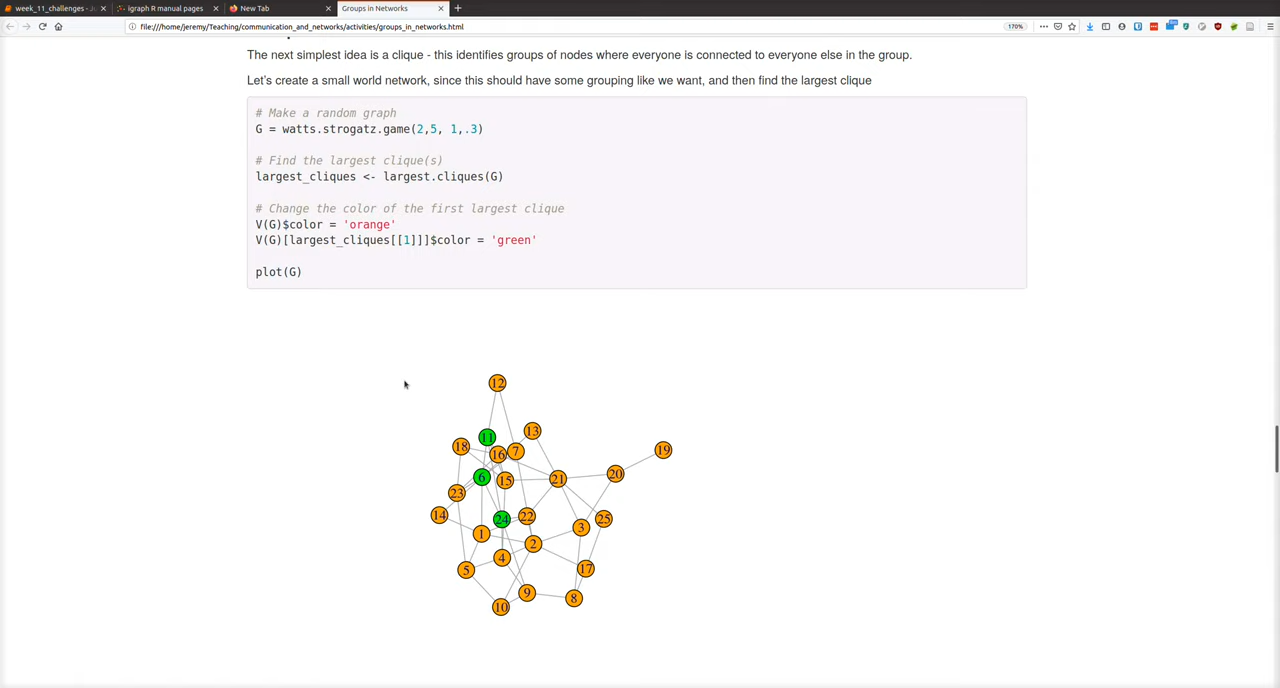 week_11_challenges - Ju
igraph R manual pages
New Tab
Groups in Networks
file:///home/jeremy/Teaching/communication_and_networks/activities/groups_in_networks.html
170%
The next simplest idea is a clique - this identifies groups of nodes where everyone is connected to everyone else in the group.
Let's create a small world network, since this should have some grouping like we want, and then find the largest clique
# Make a random graph
G = watts.strogatz.game(2,5, 1,.3)
# Find the largest clique(s)
largest_cliques <- largest.cliques(G)
# Change the color of the first largest clique
V(G)$color = 'orange'
V(G)[largest_cliques[[1]]]$color = 'green'
plot(G)
12
13
11
18
7
19
16
20
6
21
15
23
14
22
25
24
3
1
2
4
5
17
9
8
10